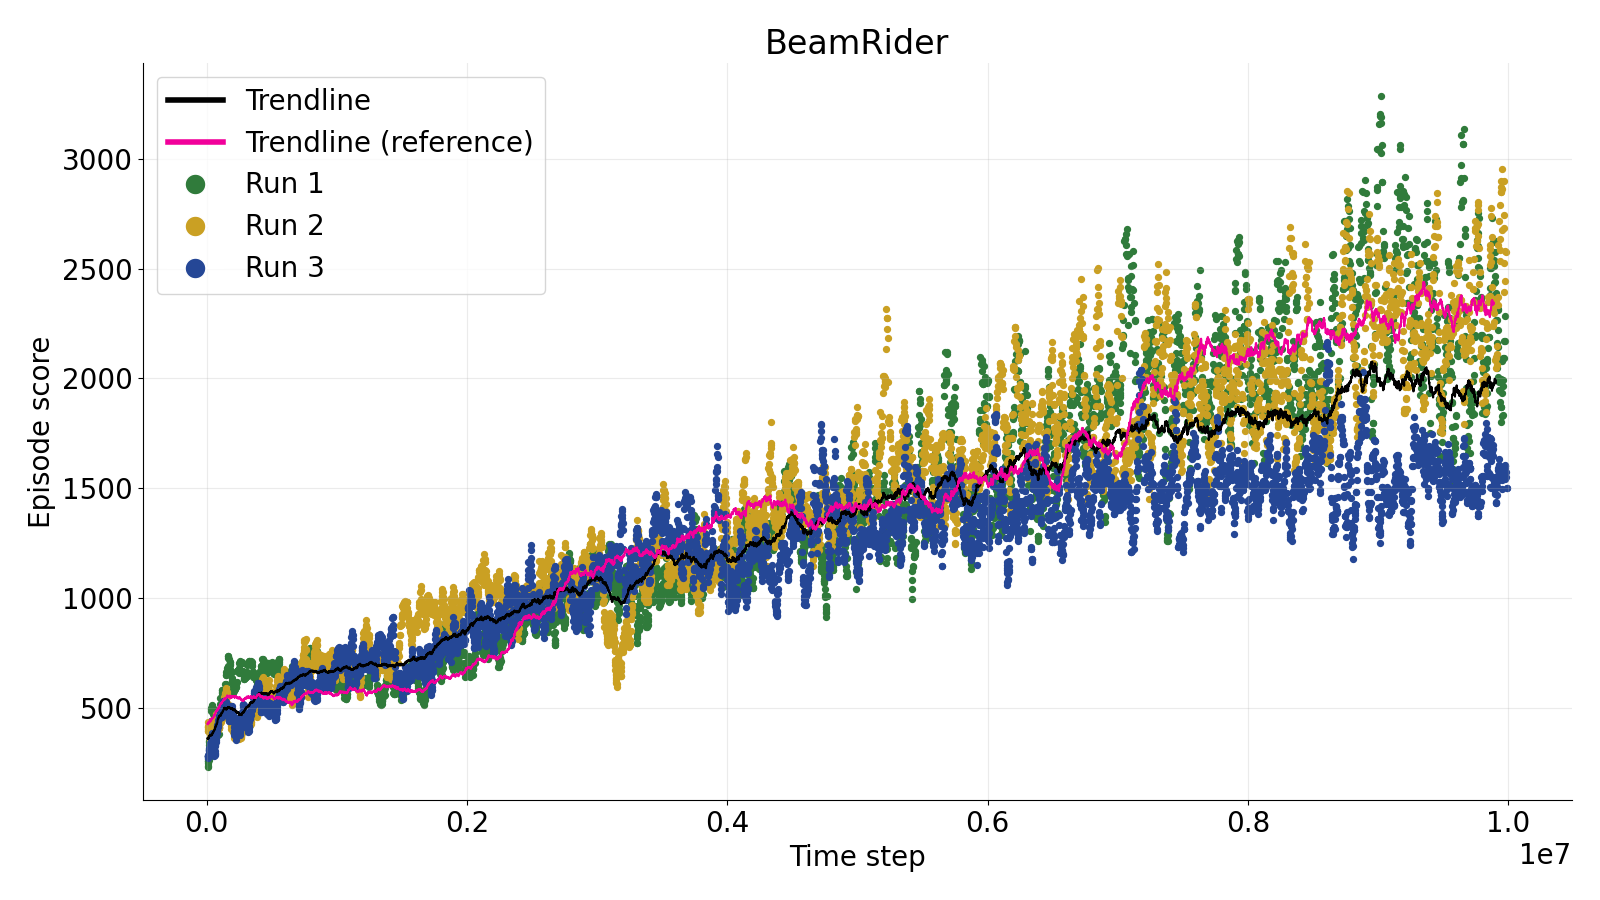 BeamRider
Trendline
Trendline (reference)
Run 1
Run 2
Run 3
3000
2500
2000
1500
1000
500
Episode score
0.0
0.2
0.4
0.6
0.8
1.0
1e7
Time step